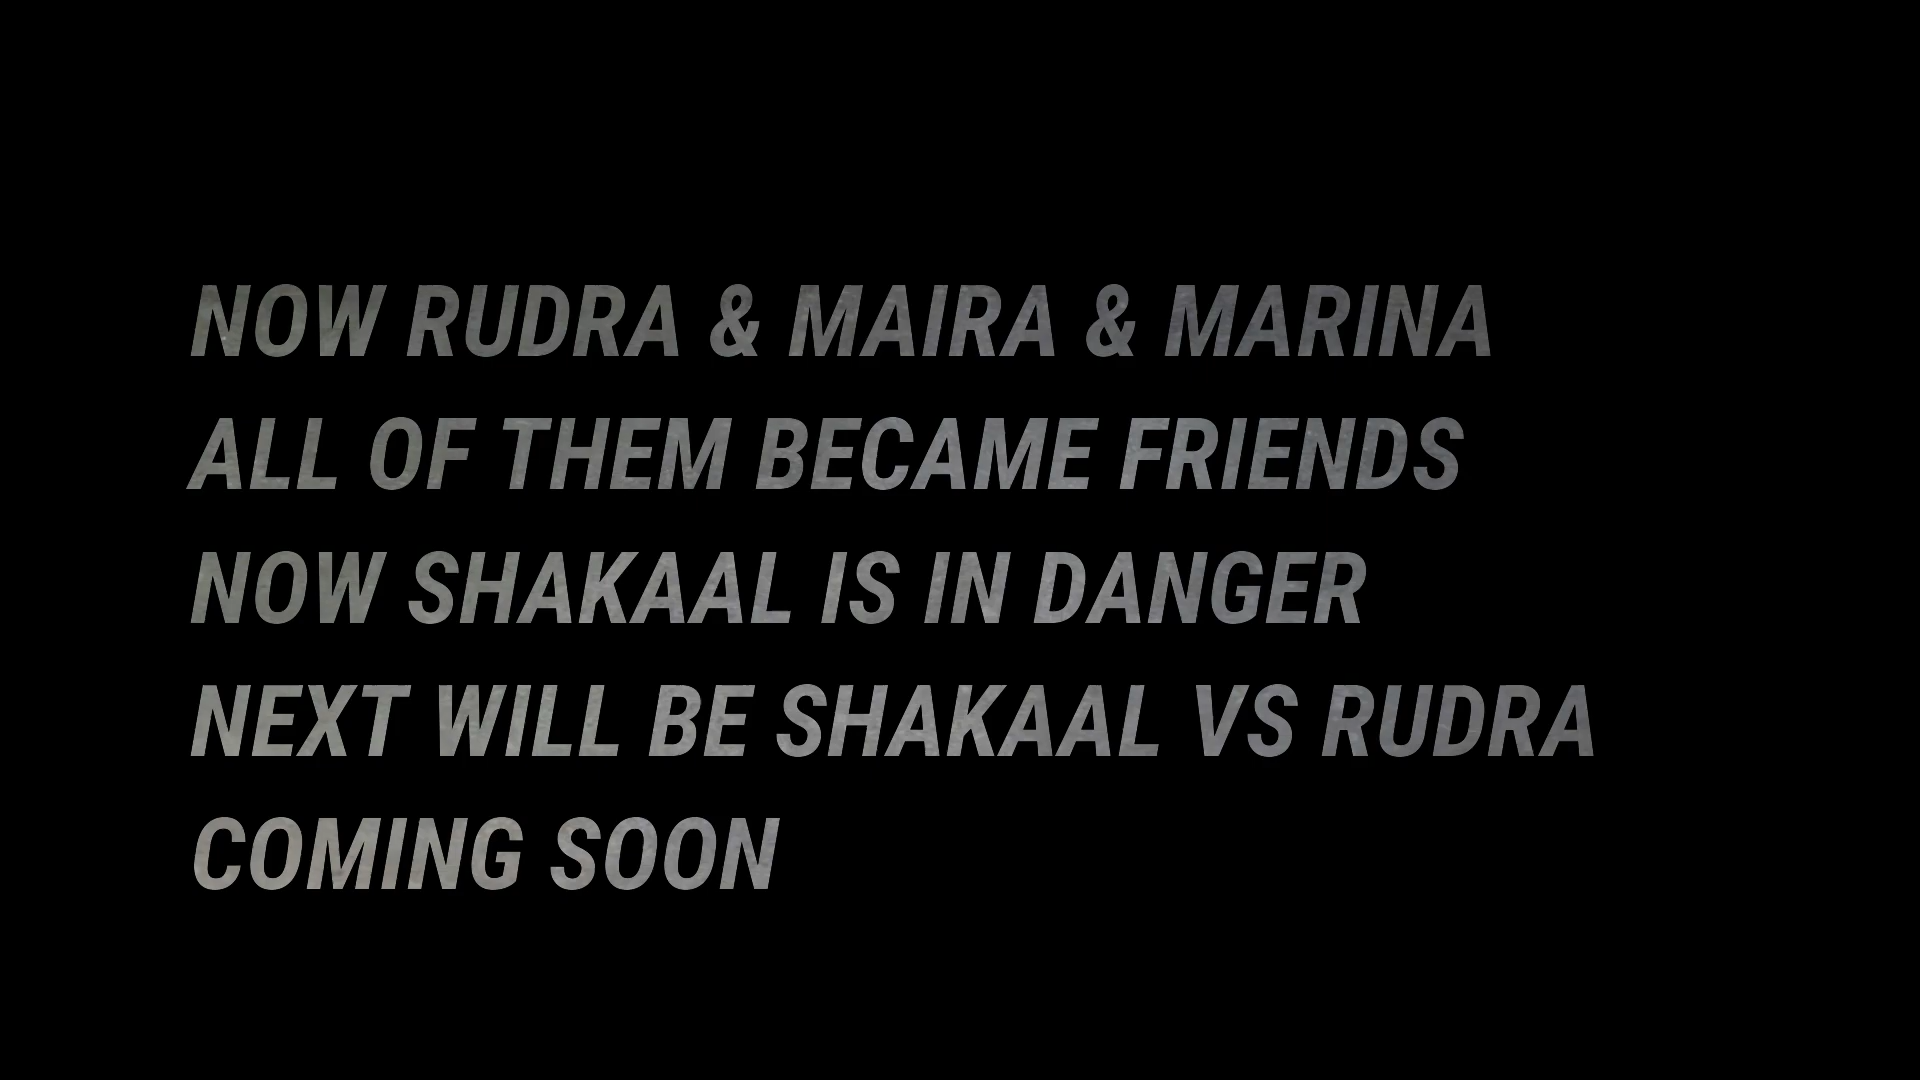 NOW RUDRA & MAIRA & MARINA
ALL OF THEM BECAME FRIENDS
NOW SHAKAAL IS IN DANGER
NEXT WILL BE SHAKAAL VS RUDRA
COMING SOON